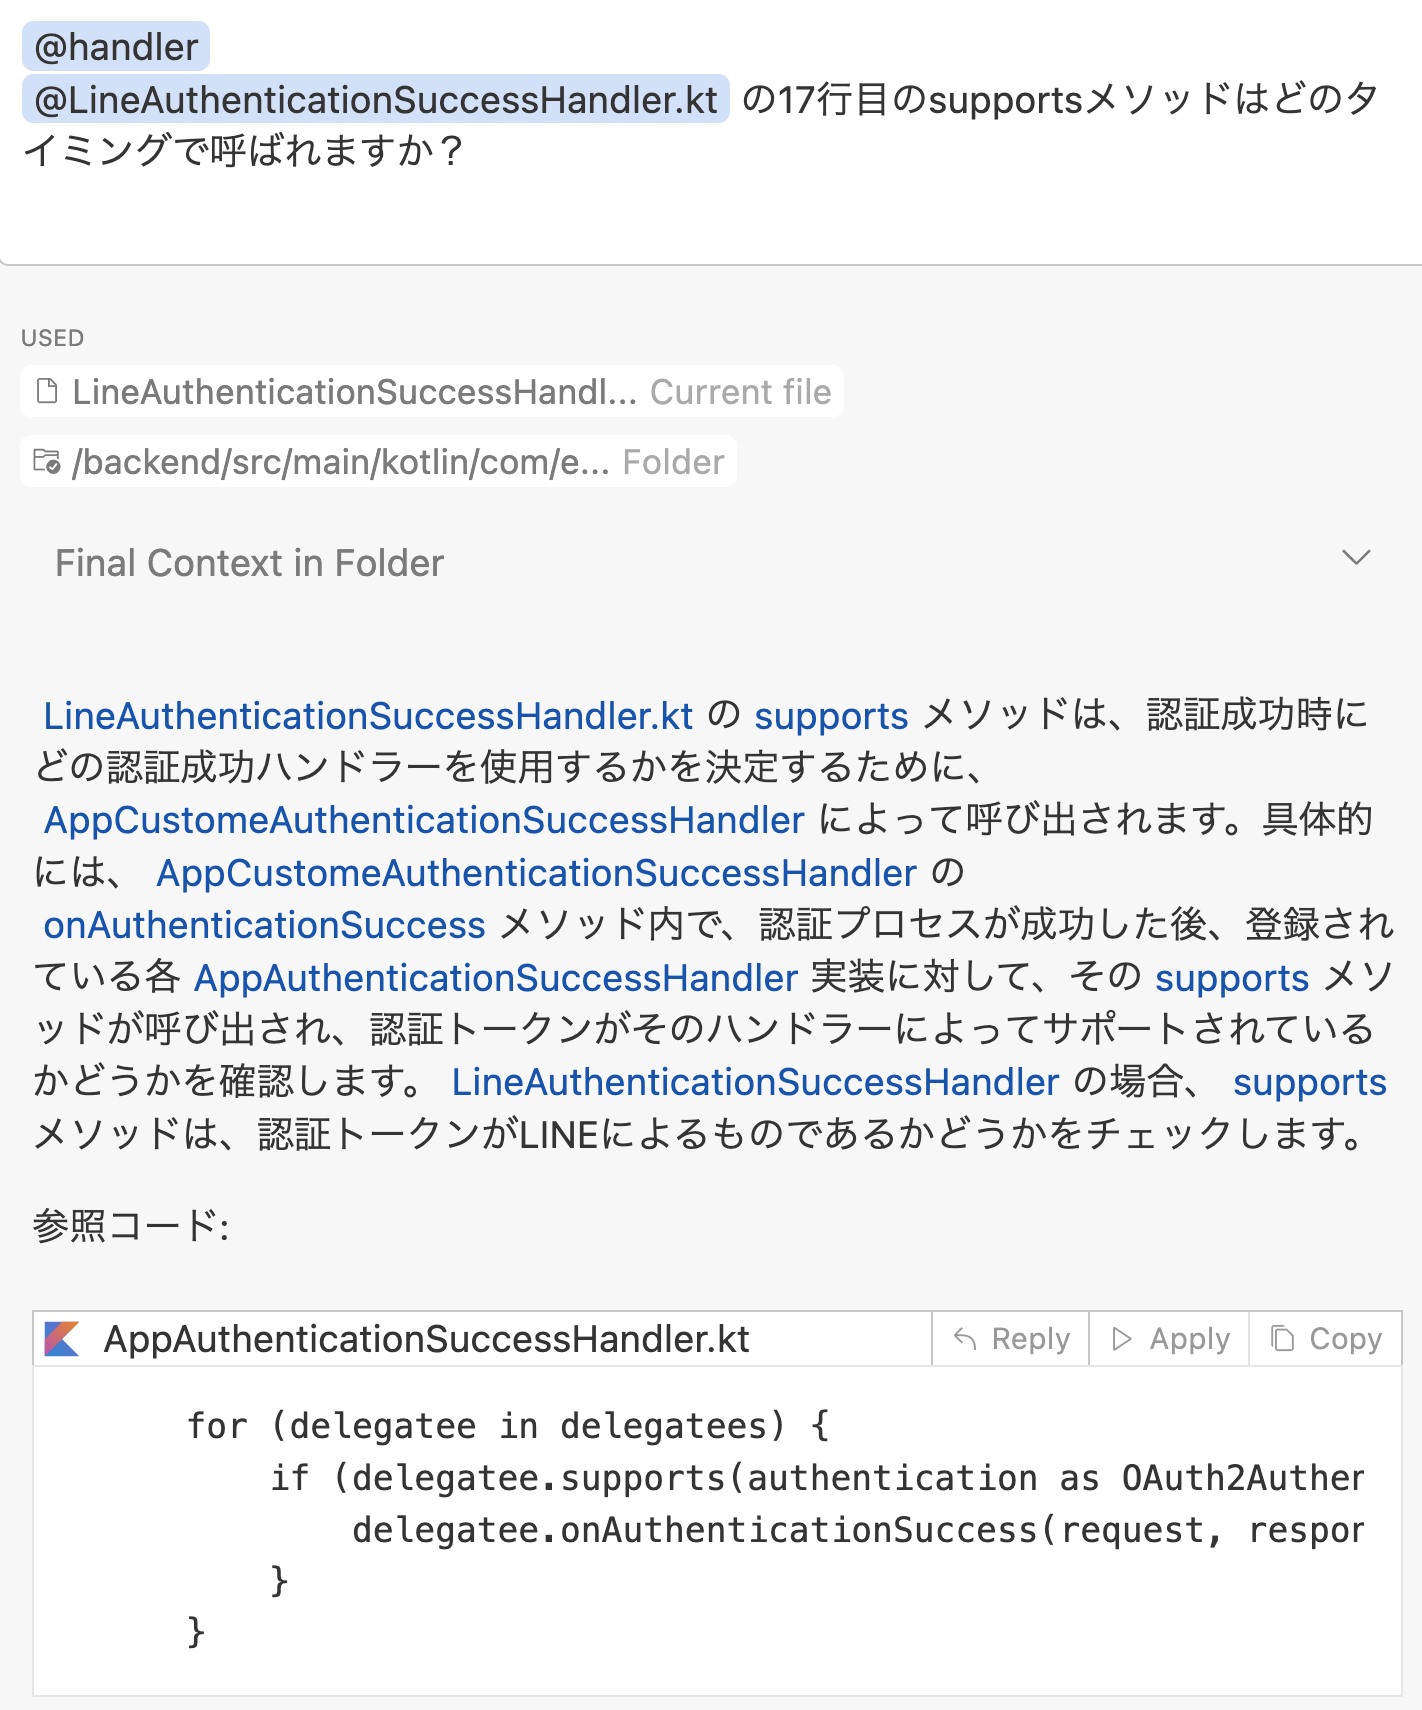 @handler
@LineAuthenticationSuccessHandler.kt の17行目のsupportsメソッドはどのタ
イミングで呼ばれますか？
USED
LineAuthenticationSuccessHandl... Current file
/backend/src/main/kotlin/com/e... Folder
Final Context in Folder
LineAuthenticationSuccessHandler.kt の supports メソッドは、認証成功時に
どの認証成功ハンドラーを使用するかを決定するために、
AppCustomeAuthenticationSuccessHandler によって呼び出されます。具体的
には、 AppCustomeAuthenticationSuccessHandler の
onAuthenticationSuccess メソッド内で、認証プロセスが成功した後、登録され
ている各 AppAuthenticationSuccessHandler 実装に対して、その supports メソ
ッドが呼び出され、認証トークンがそのハンドラーによってサポートされている
かどうかを確認します。 LineAuthenticationSuccessHandler の場合、 supports
メソッドは、認証トークンがLINEによるものであるかどうかをチェックします。
参照コード:
AppAuthenticationSuccessHandler.kt Reply Apply Copy
for (delegatee in delegatees) {
if (delegatee.supports(authentication as OAuth2Authen
delegatee.onAuthenticationSuccess(request, respon
}
}